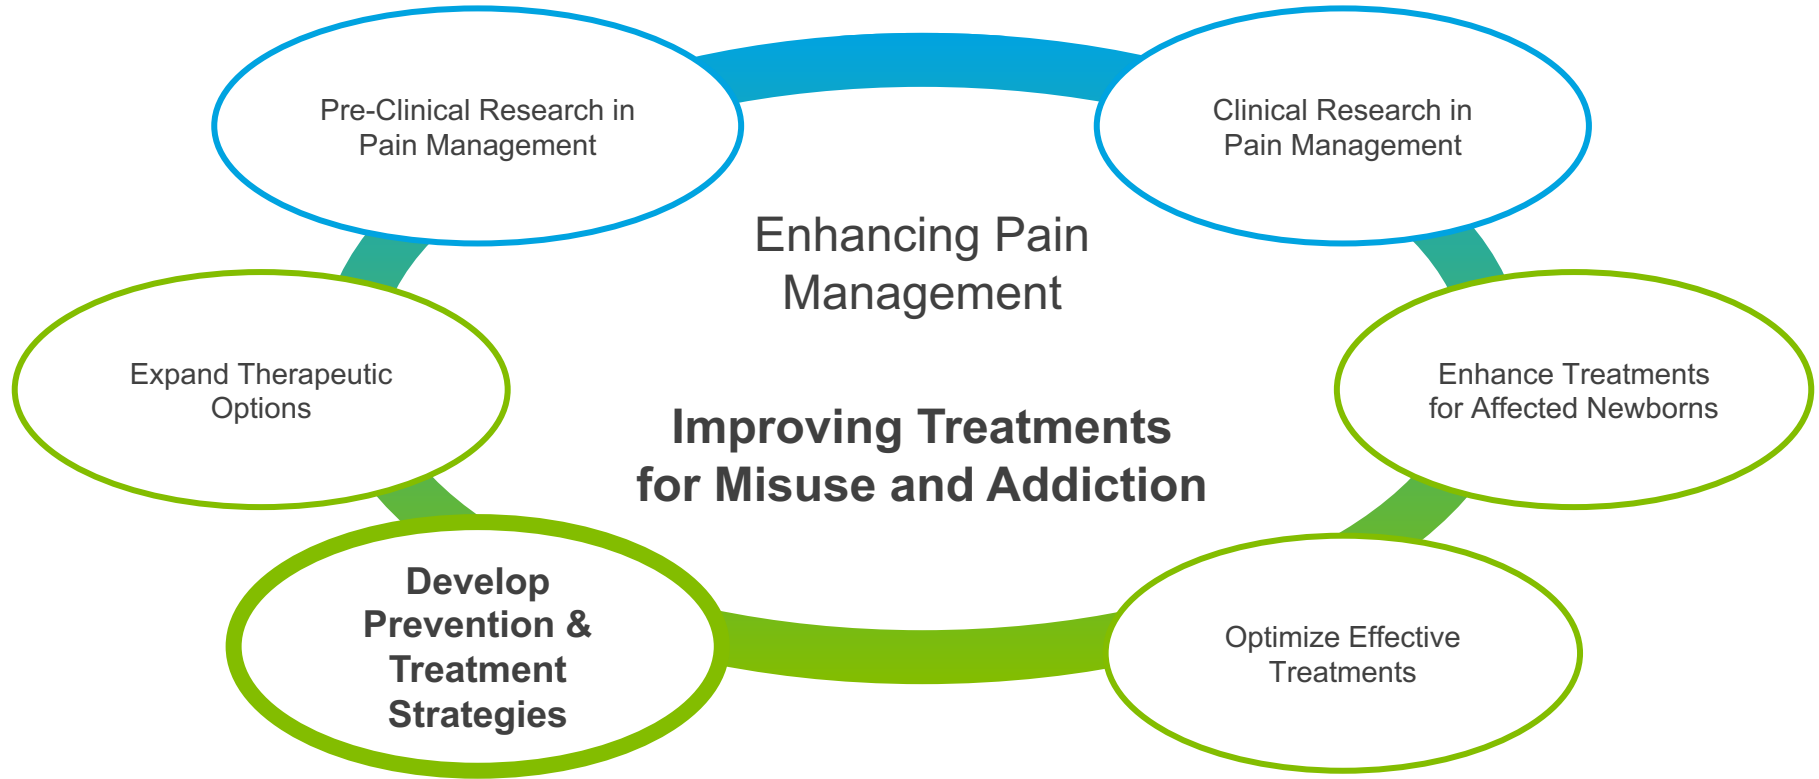 Pre-Clinical Research in
Pain Management
Clinical Research in
Pain Management
Enhancing Pain
Management
Expand Therapeutic
Options
Enhance Treatments
for Affected Newborns
Improving Treatments
for Misuse and Addiction
Develop
Prevention &
Treatment
Strategies
Optimize Effective
Treatments